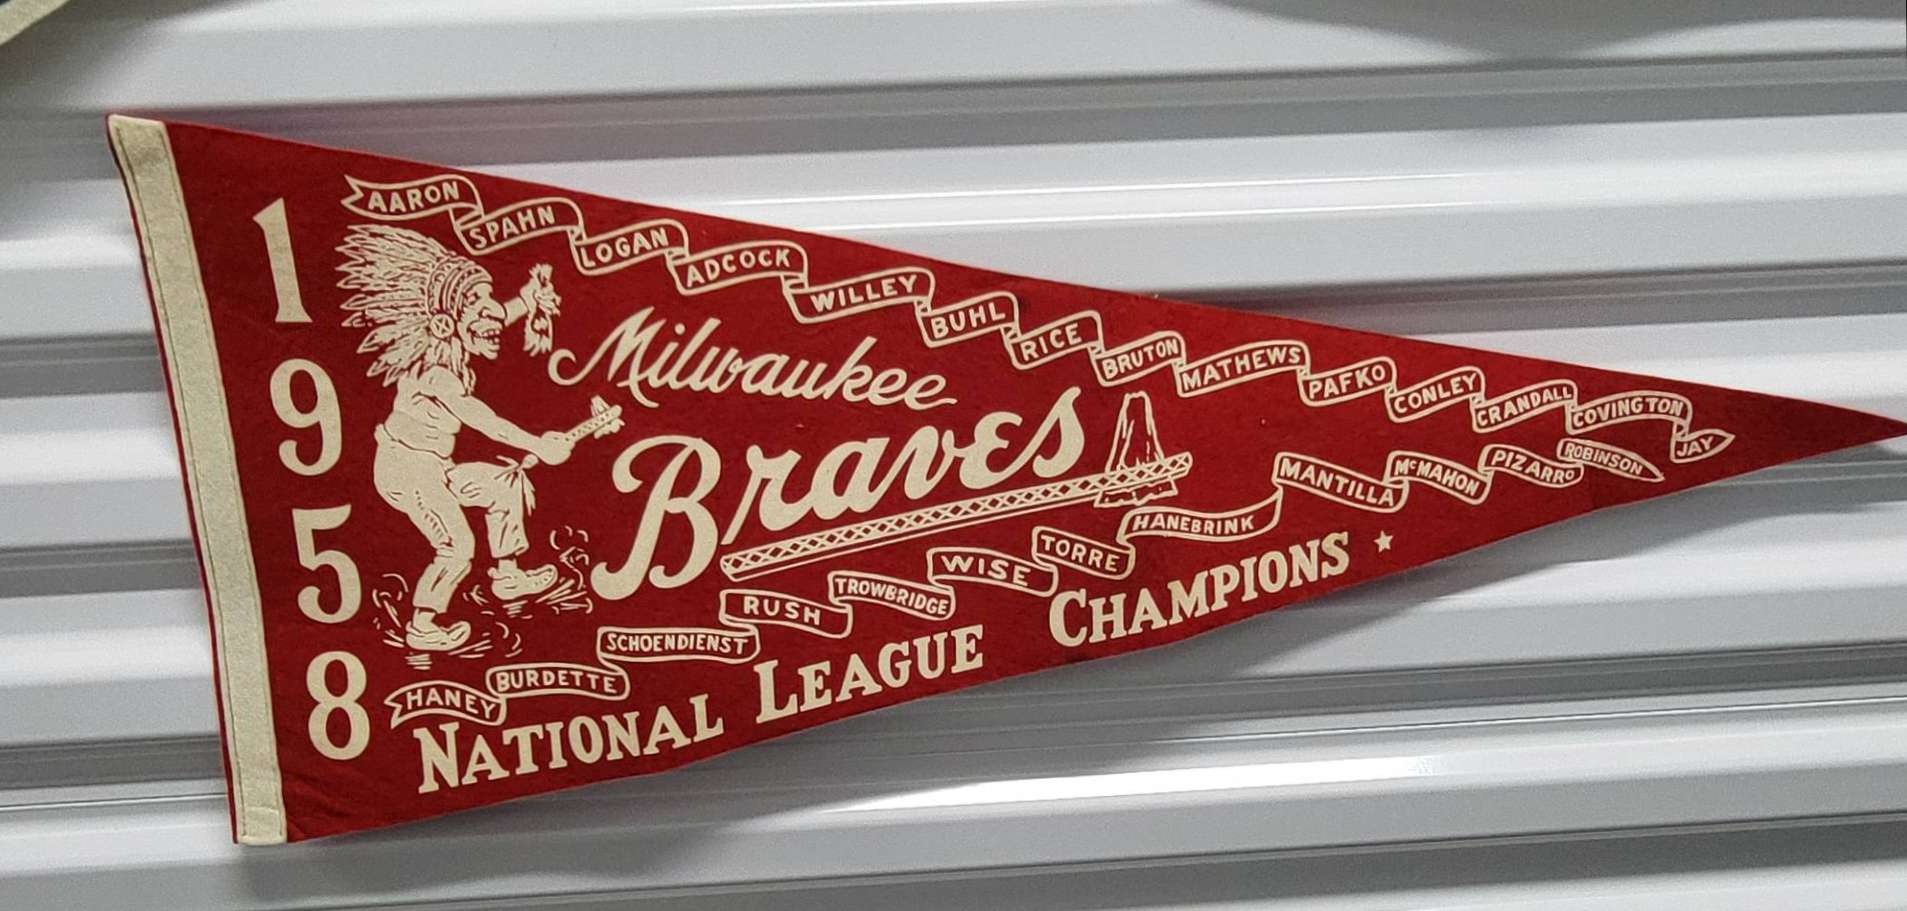 1958
AARON
SPAHN
LOGAN
ADCOCK
WILLEY
BUHL
RICE
BRUTON
MATHEWS
PAFKO
CONLEY
CRANDALL
COVINGTON
JAY
Milwaukee
Braves
HANEY
BURDETTE
SCHOENDIENST
RUSH
TROWBRIDGE
WISE
TORRE
HANEBRINK
MANTILLA
McMAHON
PIZARRO
ROBINSON
NATIONAL LEAGUE CHAMPIONS